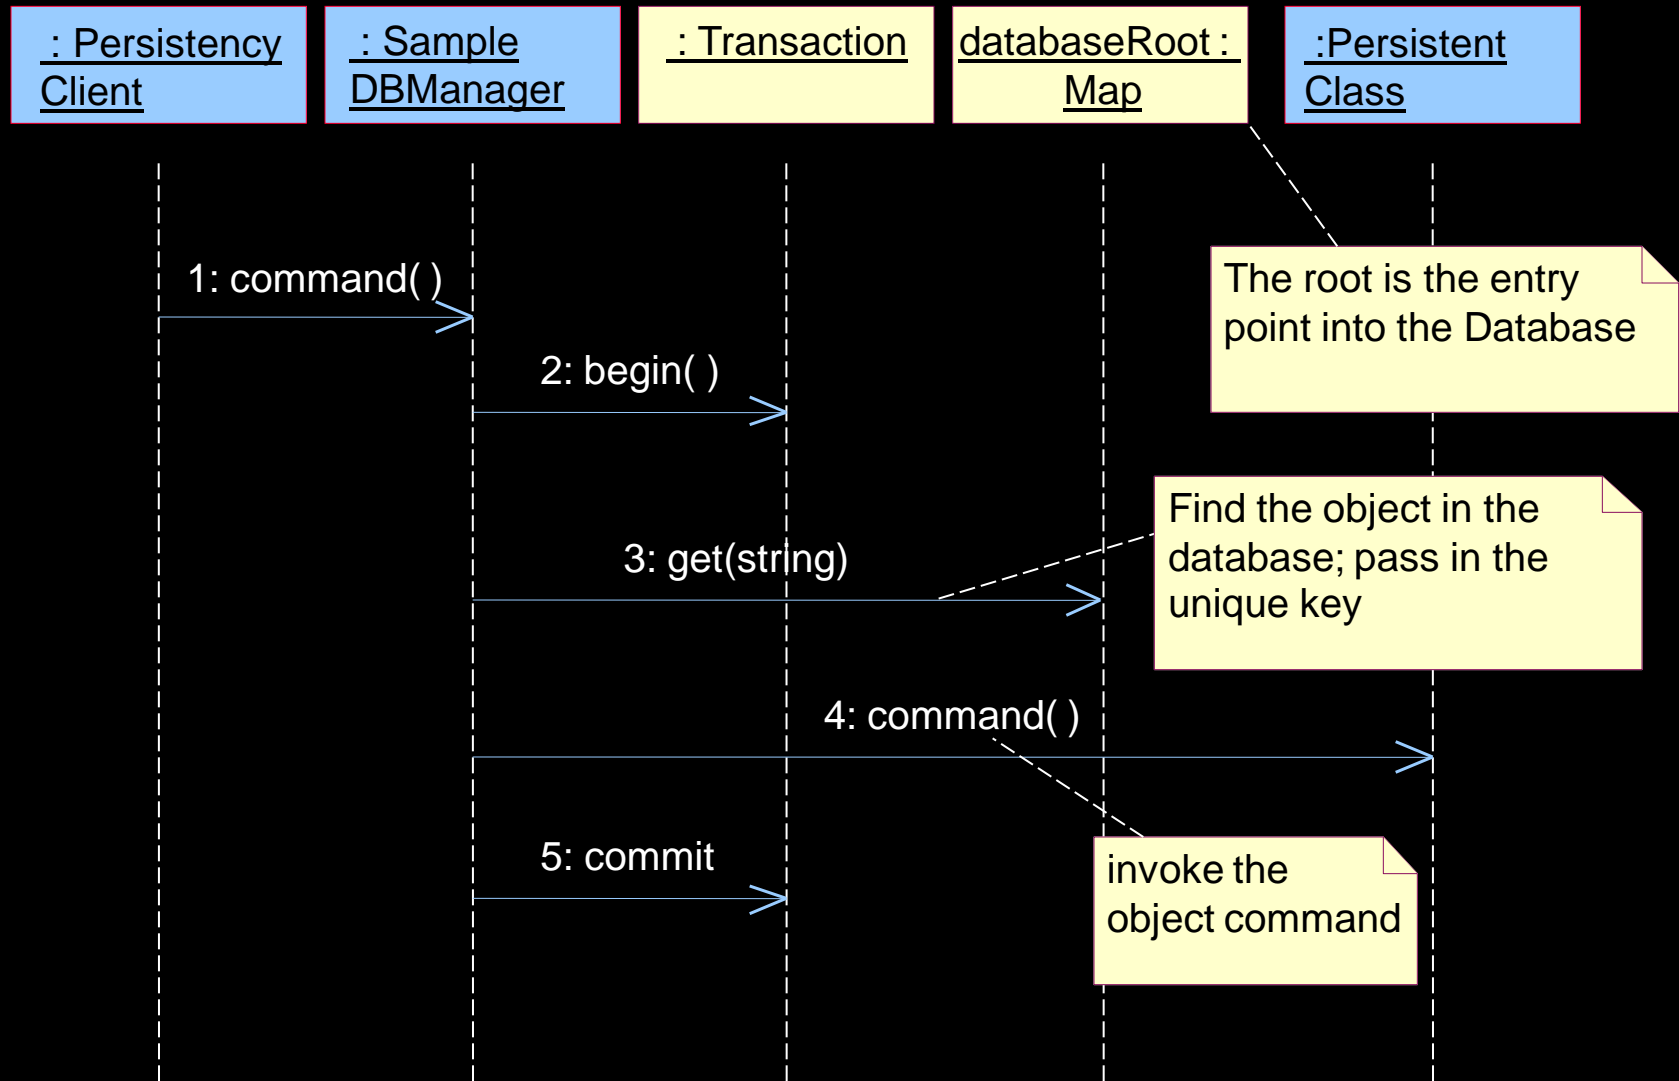 : Persistency
Client
: Sample
DBManager
: Transaction
databaseRoot :
Map
:Persistent
Class
1: command( )
The root is the entry
point into the Database
2: begin( )
Find the object in the
database; pass in the
unique key
3: get(string)
4: command( )
5: commit
invoke the
object command